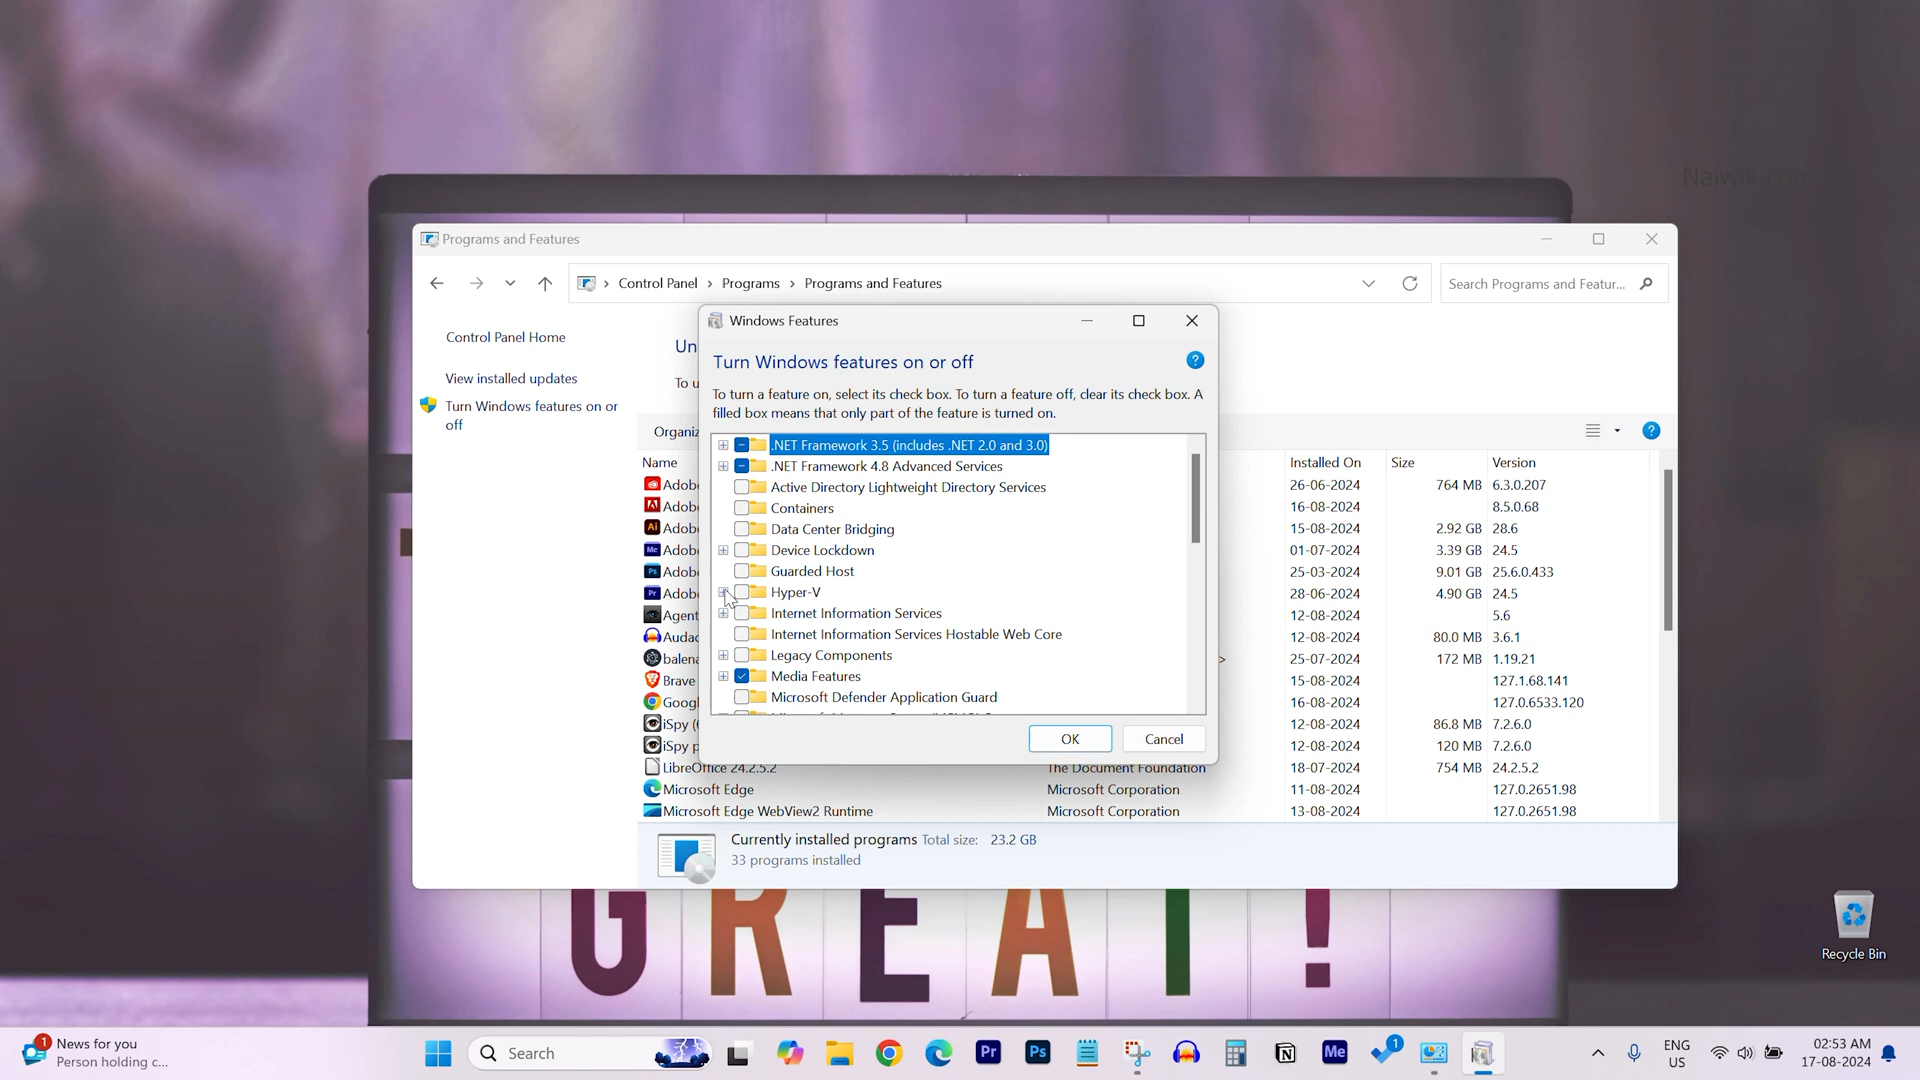 Naiwik.com
Programs and Features
Control Panel > Programs > Programs and Features
Search Programs and Featur...
Control Panel Home
View installed updates
Turn Windows features on or
off
Un
To u
Organiz
Windows Features
Turn Windows features on or off
?
To turn a feature on, select its check box. To turn a feature off, clear its check box. A
filled box means that only part of the feature is turned on.
.NET Framework 3.5 (includes .NET 2.0 and 3.0)
.NET Framework 4.8 Advanced Services
Active Directory Lightweight Directory Services
Containers
Data Center Bridging
Device Lockdown
Guarded Host
Hyper-V
Internet Information Services
Internet Information Services Hostable Web Core
Legacy Components
Media Features
Microsoft Defender Application Guard
OK
Cancel
?
Name Installed On Size Version
Adob 26-06-2024 764 MB 6.3.0.207
Adob 16-08-2024 8.5.0.68
Ai Adob 15-08-2024 2.92 GB 28.6
Me Adob 01-07-2024 3.39 GB 24.5
Ps Adob 25-03-2024 9.01 GB 25.6.0.433
Pr Adob 28-06-2024 4.90 GB 24.5
Agent 12-08-2024 5.6
Audac 12-08-2024 80.0 MB 3.6.1
balena > 25-07-2024 172 MB 1.19.21
Brave 15-08-2024 127.1.68.141
Googl 16-08-2024 127.0.6533.120
iSpy (6 12-08-2024 86.8 MB 7.2.6.0
iSpy p 12-08-2024 120 MB 7.2.6.0
LibreOffice 24.2.5.2 The Document Foundation 18-07-2024 754 MB 24.2.5.2
Microsoft Edge Microsoft Corporation 11-08-2024 127.0.2651.98
Microsoft Edge WebView2 Runtime Microsoft Corporation 13-08-2024 127.0.2651.98
Currently installed programs Total size: 23.2 GB
33 programs installed
GREAT!
Recycle Bin
1
News for you
Person holding c...
Search
Pr
Ps
N
Me
1
ENG
US
02:53 AM
17-08-2024